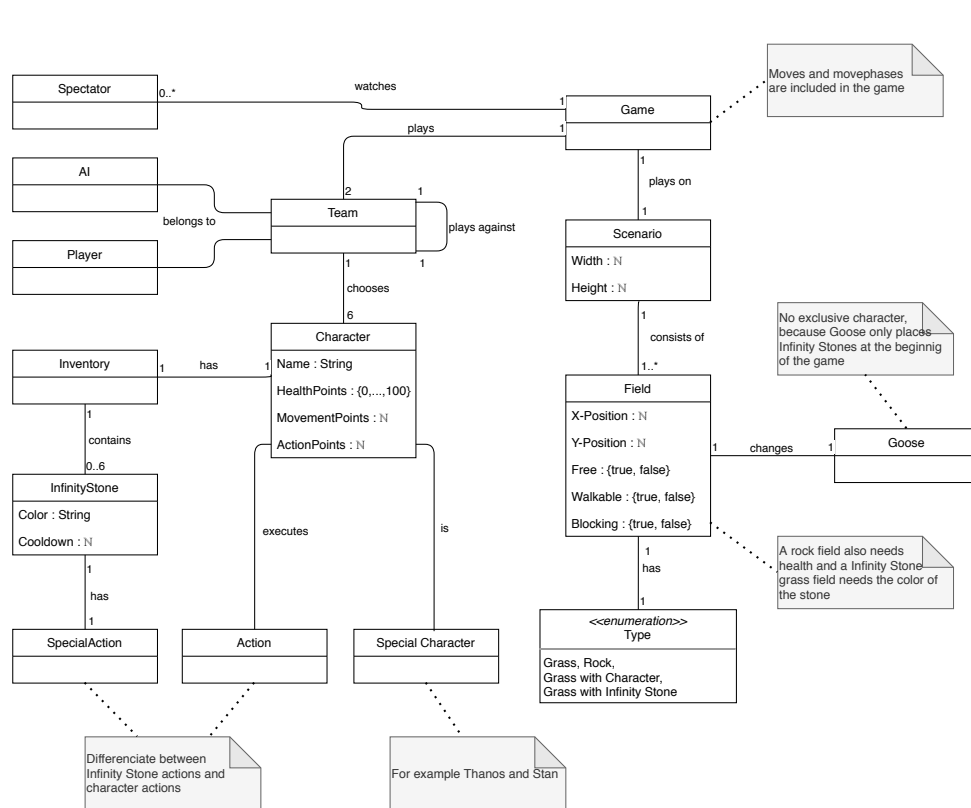 Spectator
0..*
watches
1
Game
Moves and movephases
are included in the game
plays
1
AI
belongs to
Player
2
1
Team
plays against
1
1
1
plays on
1
Scenario
Width : ℕ
Height : ℕ
chooses
6
Character
Name : String
HealthPoints : {0,...,100}
MovementPoints : ℕ
ActionPoints : ℕ
1
consists of
1..*
No exclusive character,
because Goose only places
Infinity Stones at the beginnig
of the game
Inventory
1
has
1
1
contains
0..6
InfinityStone
Color : String
Cooldown : ℕ
Field
X-Position : ℕ
Y-Position : ℕ
Free : {true, false}
Walkable : {true, false}
Blocking : {true, false}
1
changes
1
Goose
executes
is
1
has
1
A rock field also needs
health and a Infinity Stone
grass field needs the color of
the stone
1
has
1
SpecialAction
Action
Special Character
<<enumeration>>
Type
Grass, Rock,
Grass with Character,
Grass with Infinity Stone
Differenciate between
Infinity Stone actions and
character actions
For example Thanos and Stan